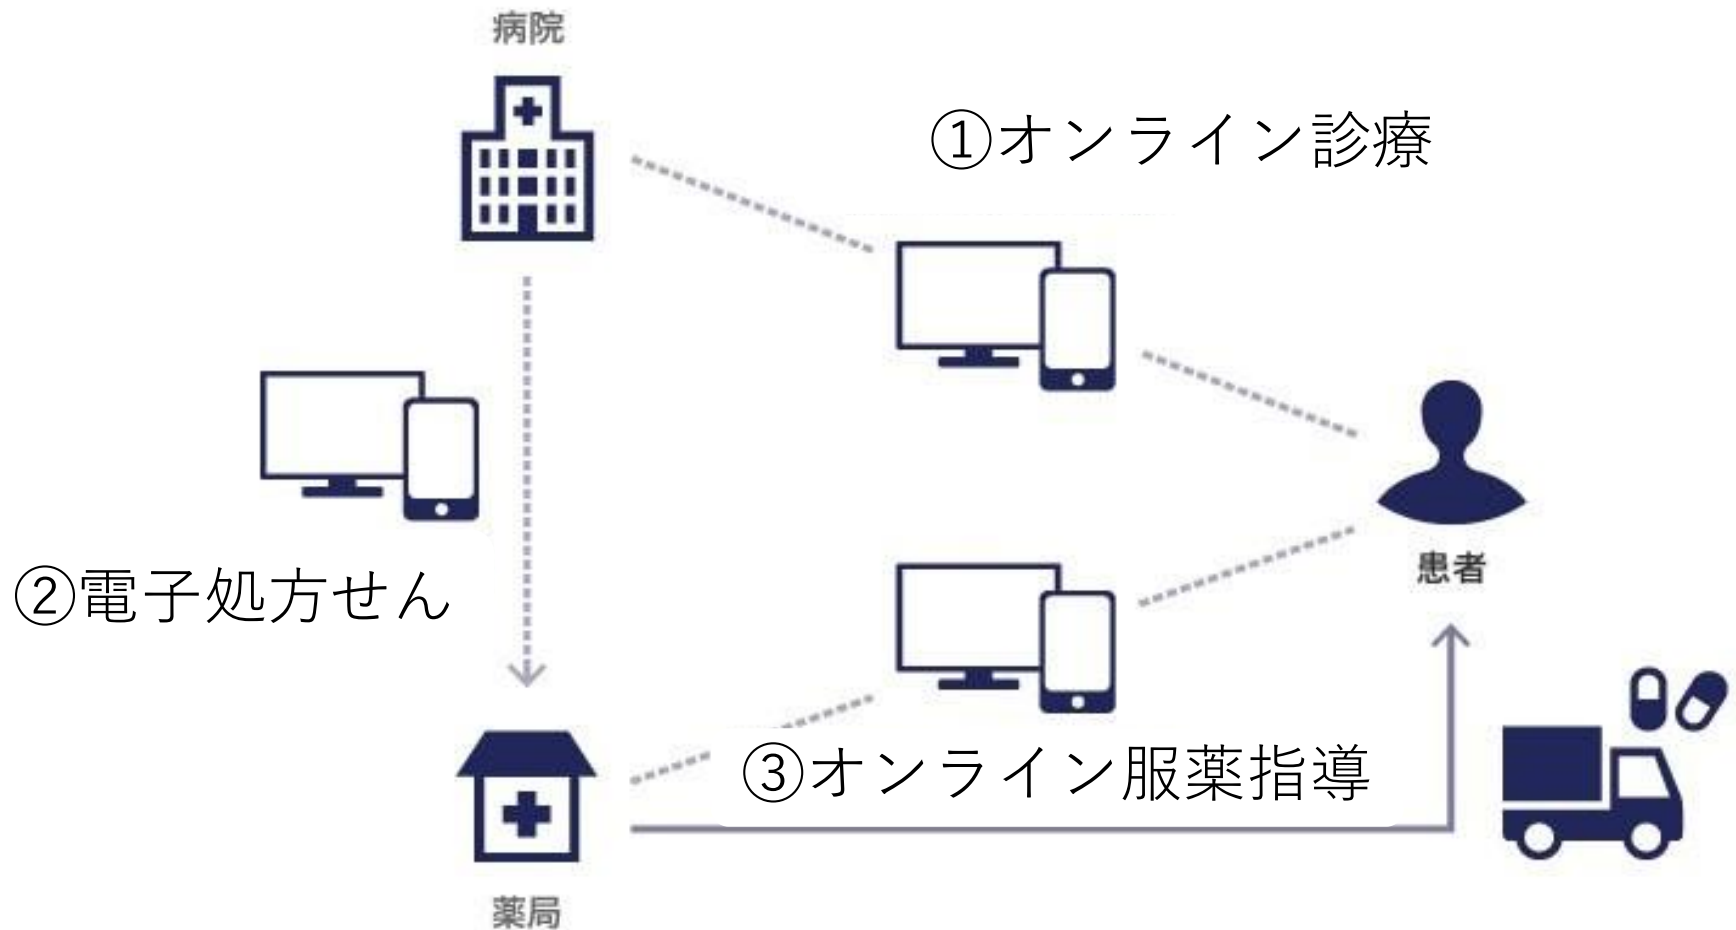 病院
①オンライン診療
②電子処方せん
患者
③オンライン服薬指導
薬局